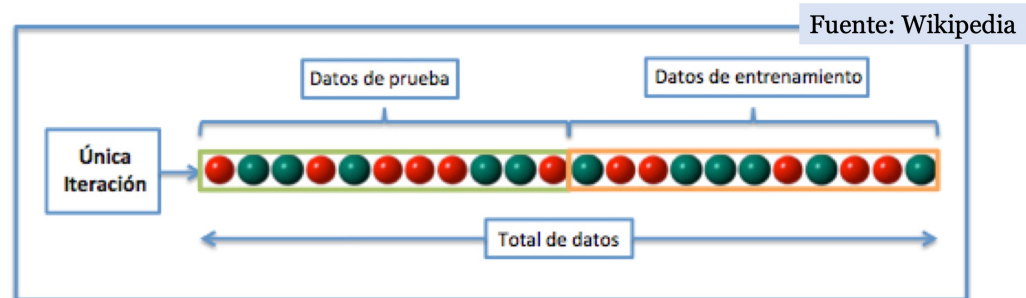 Fuente: Wikipedia
Datos de prueba
Datos de entrenamiento
Única
Iteración
Total de datos